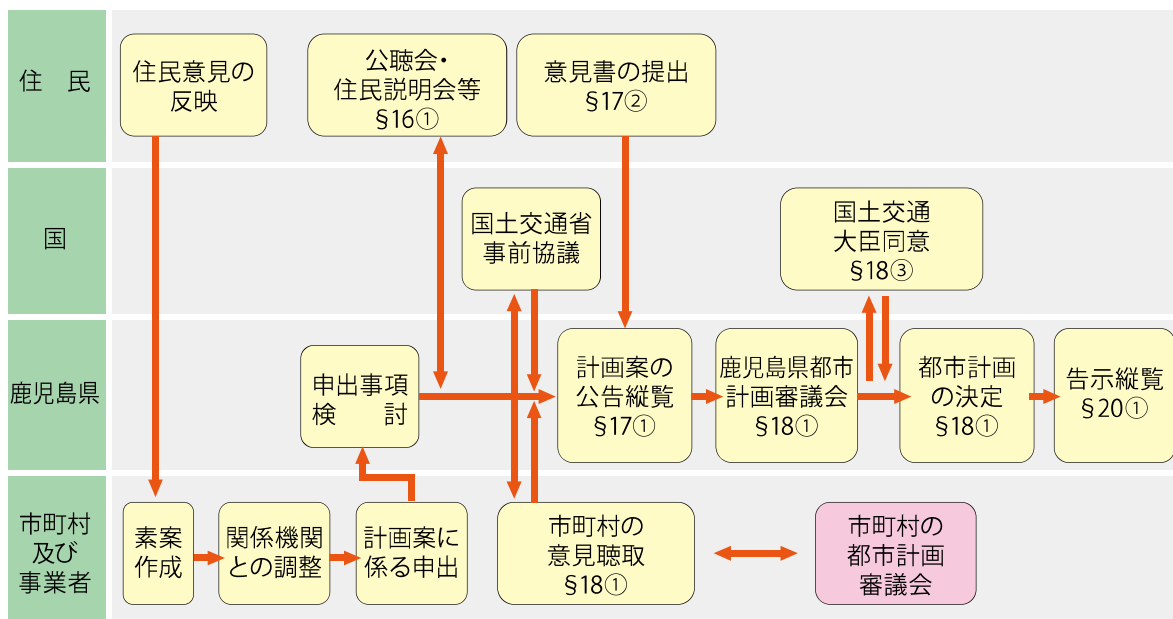 住　民
住民意見の
反映
公聴会・
住民説明会等
§16①
意見書の提出
§17②
国
国土交通省
事前協議
国土交通
大臣同意
§18③
鹿児島県
申出事項
検　　討
計画案の
公告縦覧
§17①
鹿児島県都市
計画審議会
§18①
都市計画
の決定
§18①
告示縦覧
§20①
市町村
及び
事業者
素案
作成
関係機関
との調整
計画案に
係る申出
市町村の
意見聴取
§18①
市町村の
都市計画
審議会